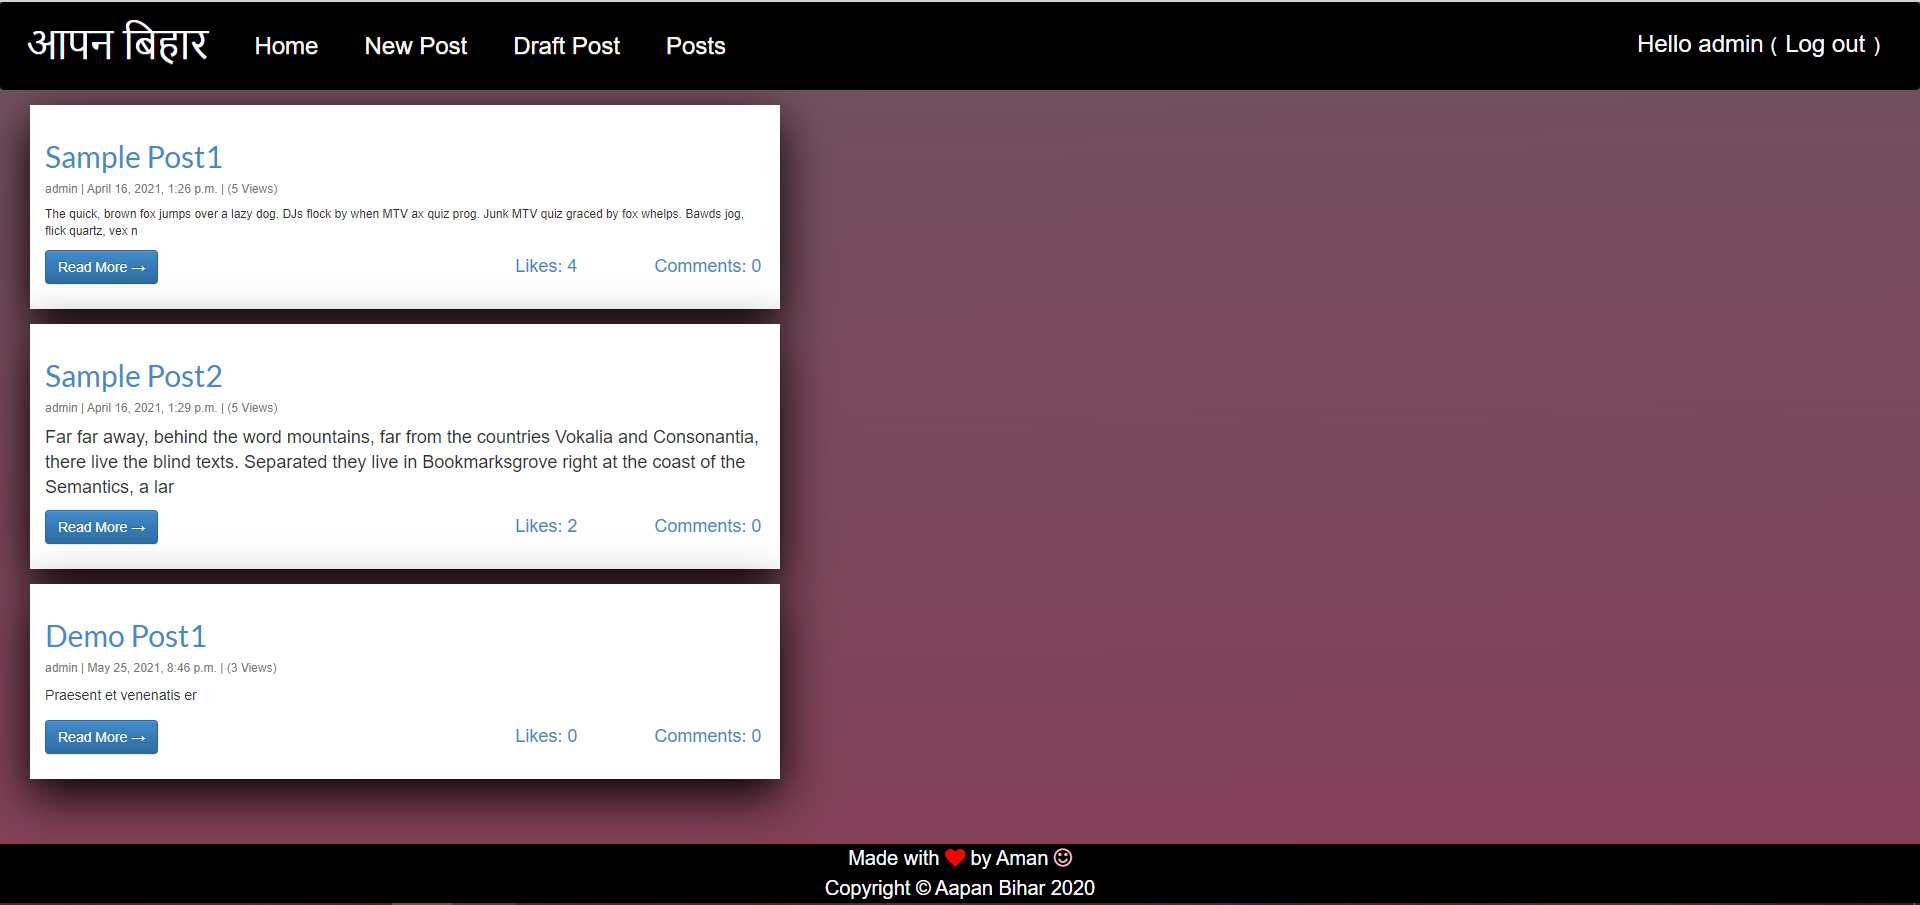 आपन बिहार Home New Post Draft Post Posts Hello admin ( Log out )
Sample Post1
admin | April 16, 2021, 1:26 p.m. | (5 Views)
The quick, brown fox jumps over a lazy dog. DJs flock by when MTV ax quiz prog. Junk MTV quiz graced by fox whelps. Bawds jog,
flick quartz, vex n
Read More → Likes: 4 Comments: 0
Sample Post2
admin | April 16, 2021, 1:29 p.m. | (5 Views)
Far far away, behind the word mountains, far from the countries Vokalia and Consonantia,
there live the blind texts. Separated they live in Bookmarksgrove right at the coast of the
Semantics, a lar
Read More → Likes: 2 Comments: 0
Demo Post1
admin | May 25, 2021, 8:46 p.m. | (3 Views)
Praesent et venenatis er
Read More → Likes: 0 Comments: 0
Made with ❤ by Aman ☺
Copyright © Aapan Bihar 2020